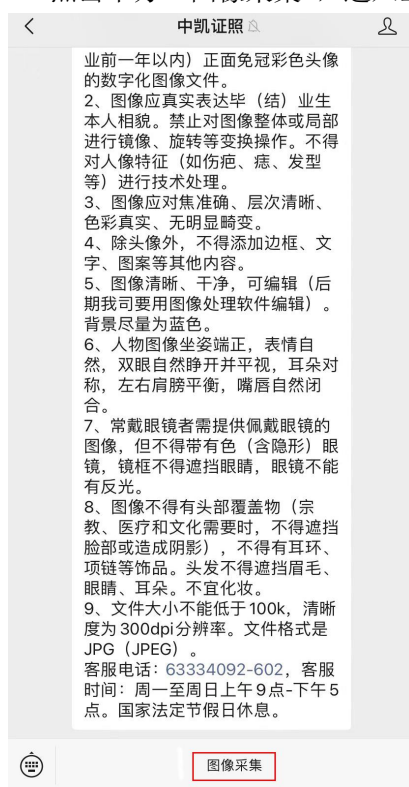 中凯证照
业前一年以内）正面免冠彩色头像
的数字化图像文件。
2、图像应真实表达毕（结）业生
本人相貌。禁止对图像整体或局部
进行镜像、旋转等变换操作。不得
对人像特征（如伤疤、痣、发型
等）进行技术处理。
3、图像应对焦准确、层次清晰、
色彩真实、无明显畸变。
4、除头像外，不得添加边框、文
字、图案等其他内容。
5、图像清晰、干净，可编辑（后
期我司要用图像处理软件编辑）。
背景尽量为蓝色。
6、人物图像坐姿端正，表情自
然，双眼自然睁开并平视，耳朵对
称，左右肩膀平衡，嘴唇自然闭
合。
7、常戴眼镜者需提供佩戴眼镜的
图像，但不得带有色（含隐形）眼
镜，镜框不得遮挡眼睛，眼镜不能
有反光。
8、图像不得有头部覆盖物（宗
教、医疗和文化需要时，不得遮挡
脸部或造成阴影），不得有耳环、
项链等饰品。头发不得遮挡眉毛、
眼睛、耳朵。不宜化妆。
9、文件大小不能低于100k，清晰
度为300dpi分辨率。文件格式是
JPG（JPEG）。
客服电话：63334092-602，客服
时间：周一至周日上午9点-下午5
点。国家法定节假日休息。
图像采集